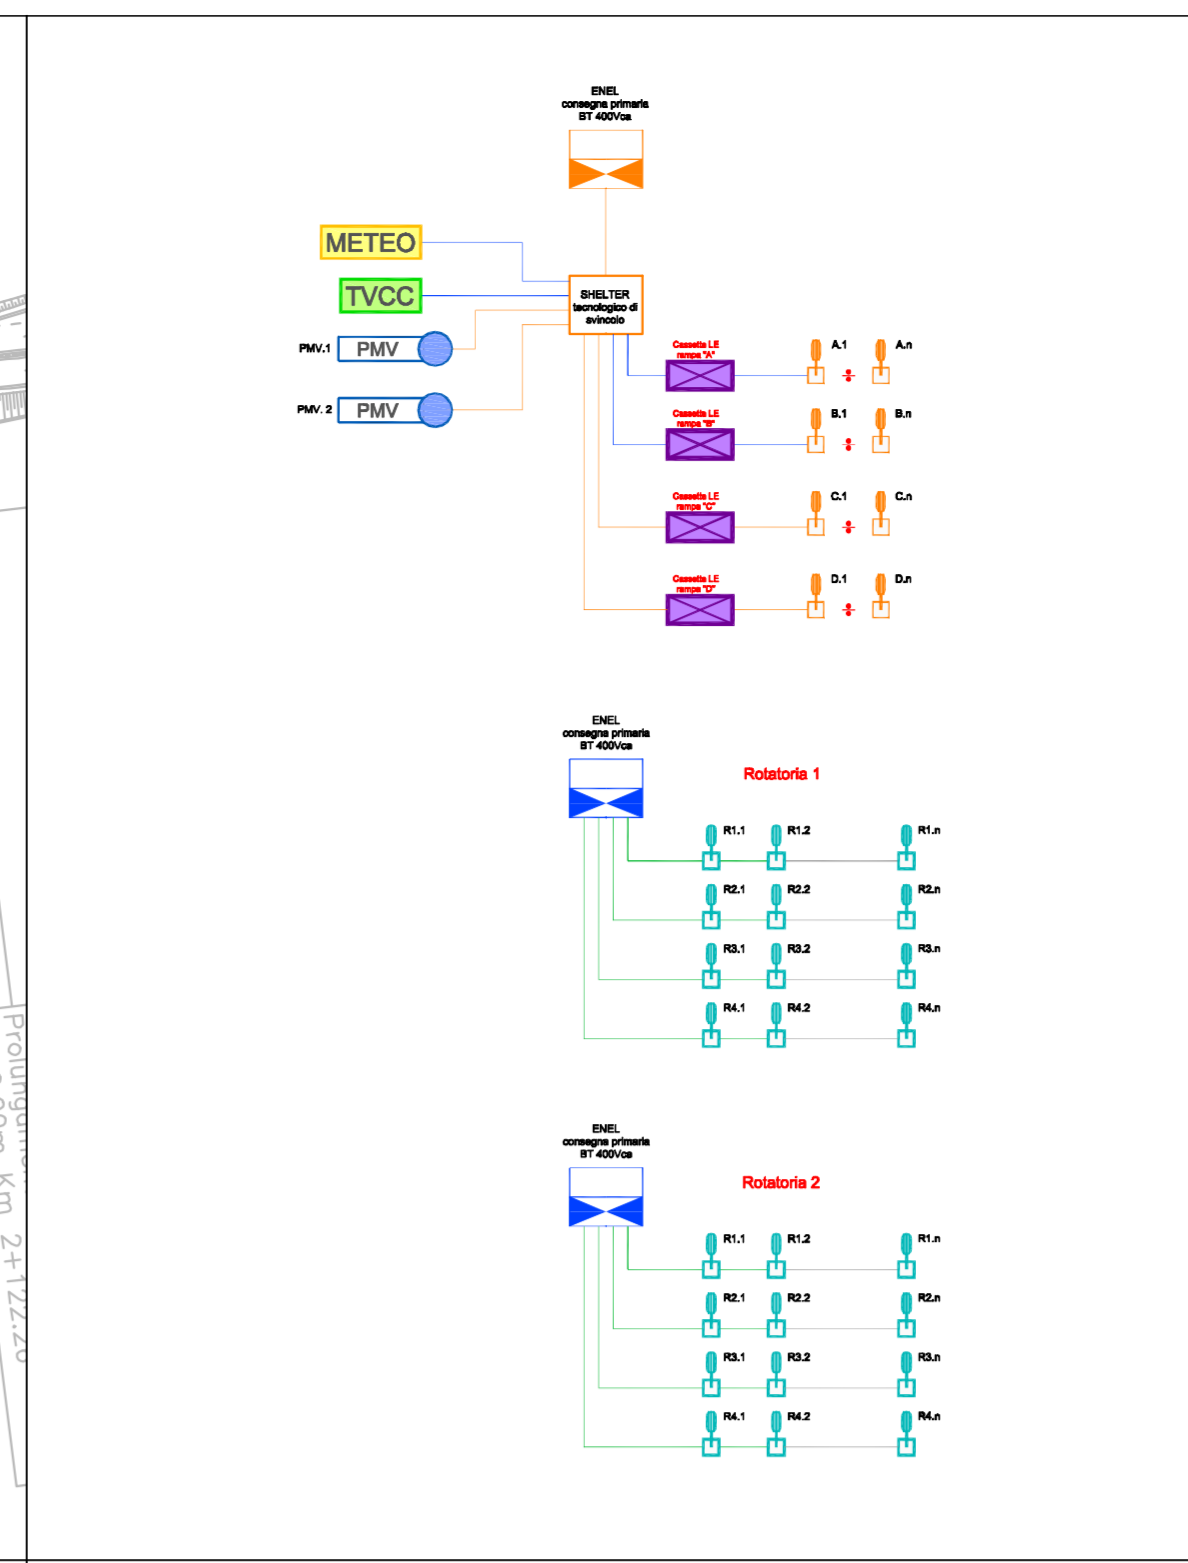 ENEL
consegna primaria
BT 400Vca
METEO
TVCC
SHELTER
tecnologico di
svincolo
PMV.1
PMV
PMV. 2
PMV
Cassetta LE
rampa "A"
A.1
A.n
Cassetta LE
rampa "B"
B.1
B.n
Cassetta LE
rampa "C"
C.1
C.n
Cassetta LE
rampa "D"
D.1
D.n
ENEL
consegna primaria
BT 400Vca
Rotatoria 1
R1.1 R1.2 R1.n
R2.1 R2.2 R2.n
R3.1 R3.2 R3.n
R4.1 R4.2 R4.n
ENEL
consegna primaria
BT 400Vca
Rotatoria 2
R1.1 R1.2 R1.n
R2.1 R2.2 R2.n
R3.1 R3.2 R3.n
R4.1 R4.2 R4.n
Km 2+122.26